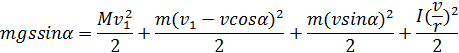 mgssinα = Mv₁²/2 + m(v₁ − vcosα)²/2 + m(vsinα)²/2 + I(v/r)²/2